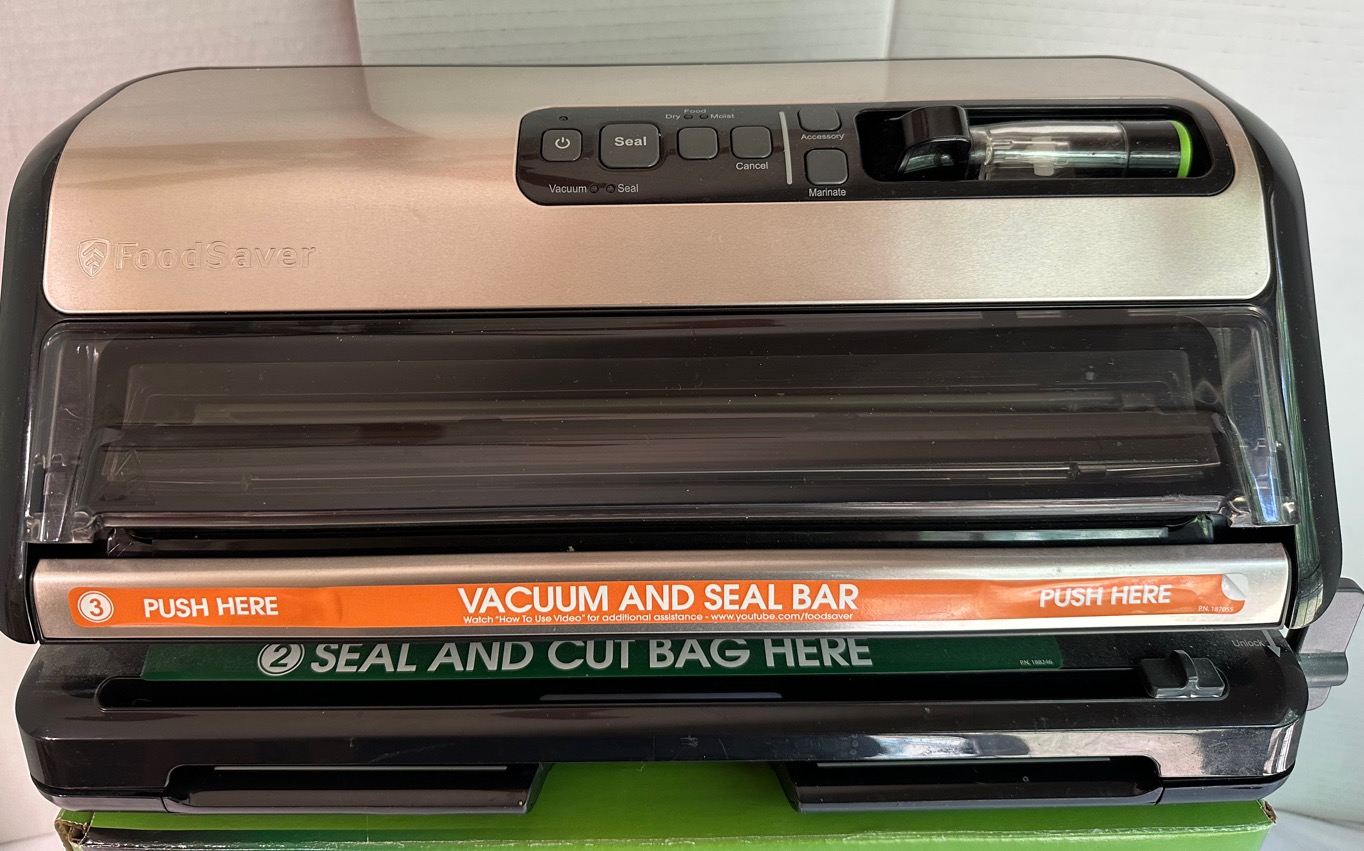 Food
Dry Moist
Seal
Cancel
Accessory
Marinate
Vacuum Seal
FoodSaver
3 PUSH HERE VACUUM AND SEAL BAR PUSH HERE
Watch "How To Use Video" for additional assistance - www.youtube.com/foodsaver
P.N. 187055
2 SEAL AND CUT BAG HERE
P.N. 188246
Unlock